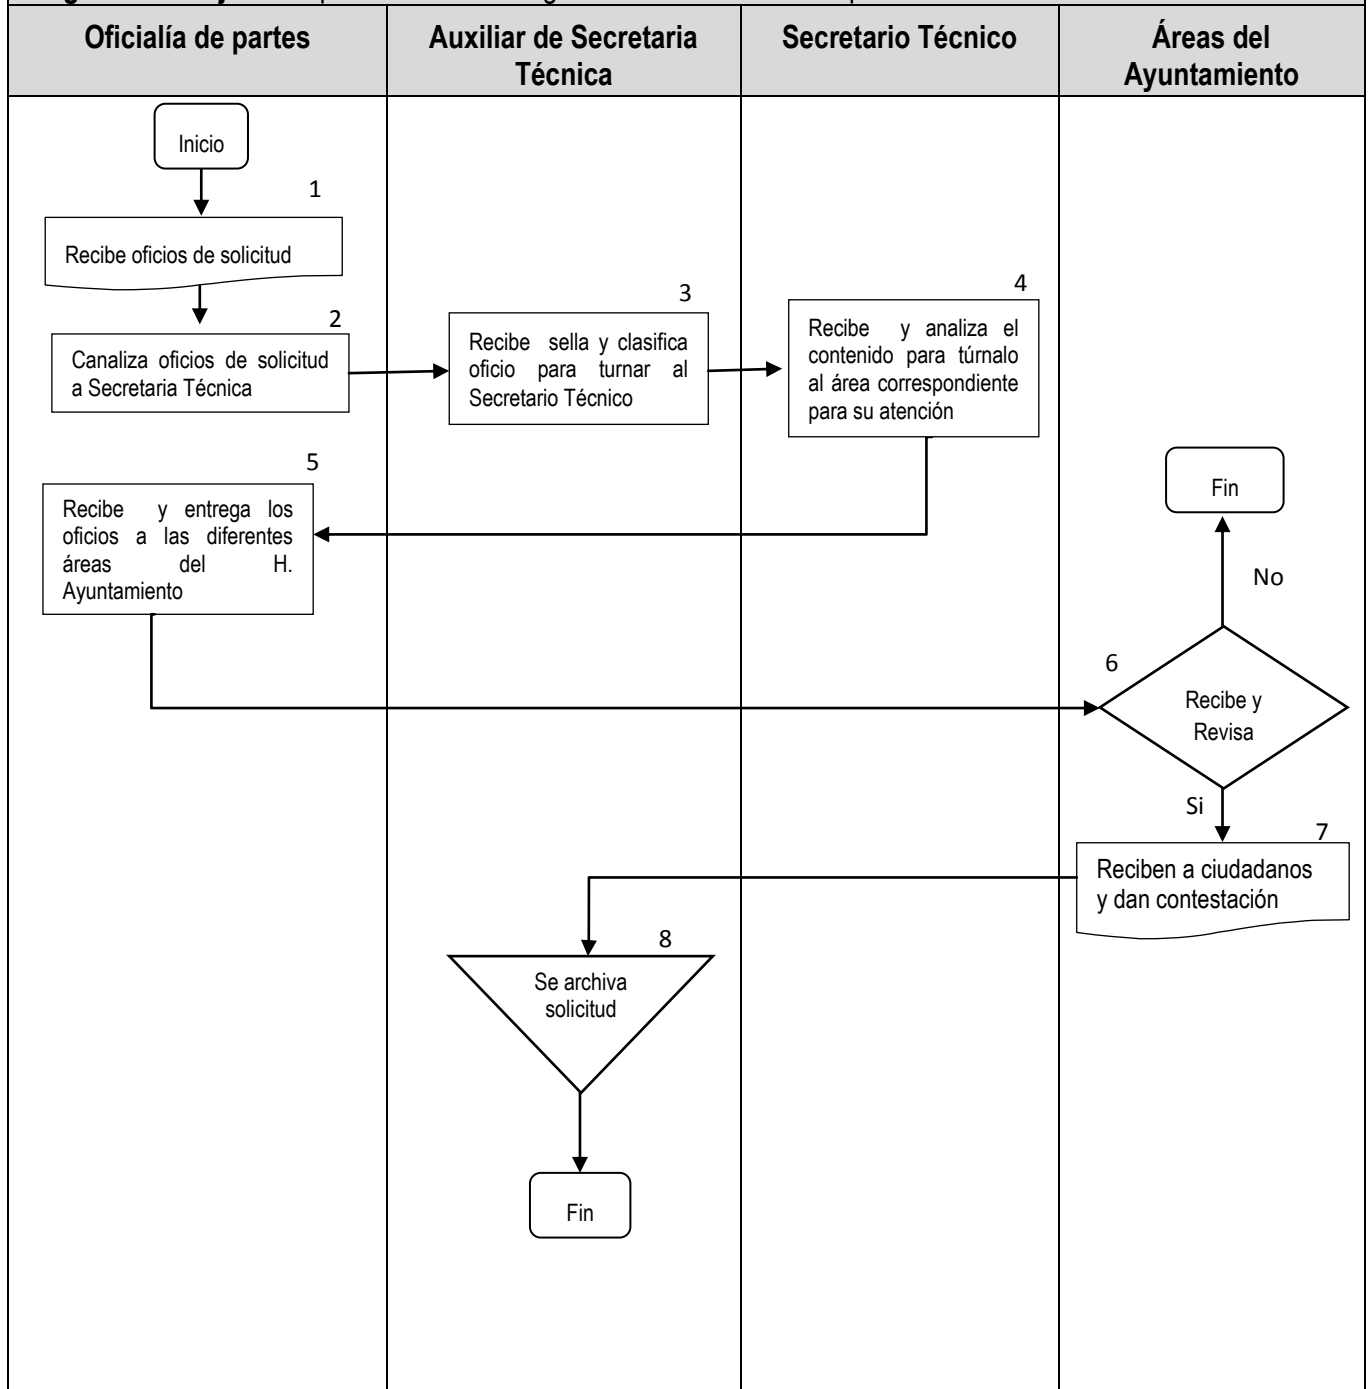 Oficialía de partes
Auxiliar de Secretaria
Técnica
Secretario Técnico
Áreas del
Ayuntamiento
Inicio
1
Recibe oficios de solicitud
2
Canaliza oficios de solicitud
a Secretaria Técnica
3
Recibe sella y clasifica
oficio para turnar al
Secretario Técnico
4
Recibe y analiza el
contenido para túrnalo
al área correspondiente
para su atención
5
Recibe y entrega los
oficios a las diferentes
áreas del H.
Ayuntamiento
Fin
No
6
Recibe y
Revisa
Si
7
Reciben a ciudadanos
y dan contestación
8
Se archiva
solicitud
Fin